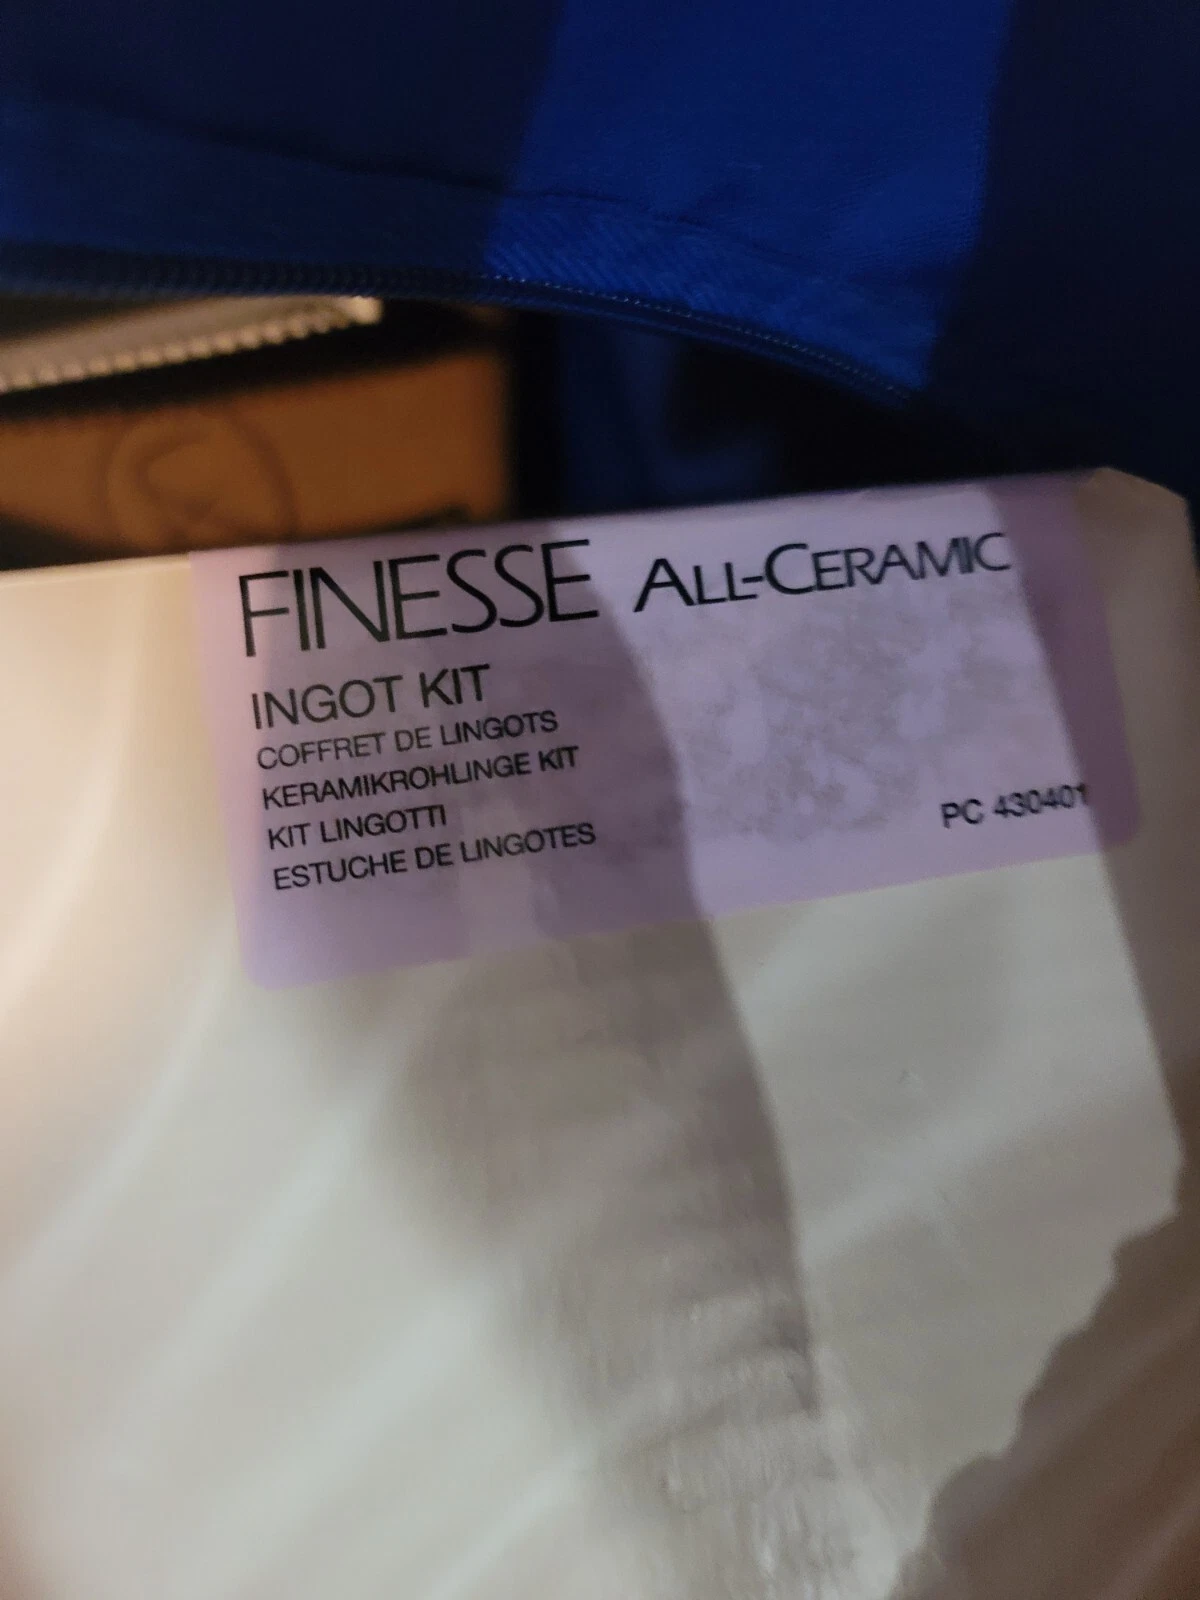 FINESSE ALL-CERAMIC
INGOT KIT
COFFRET DE LINGOTS
KERAMIKROHLINGE KIT
KIT LINGOTTI
ESTUCHE DE LINGOTES
PC 430401